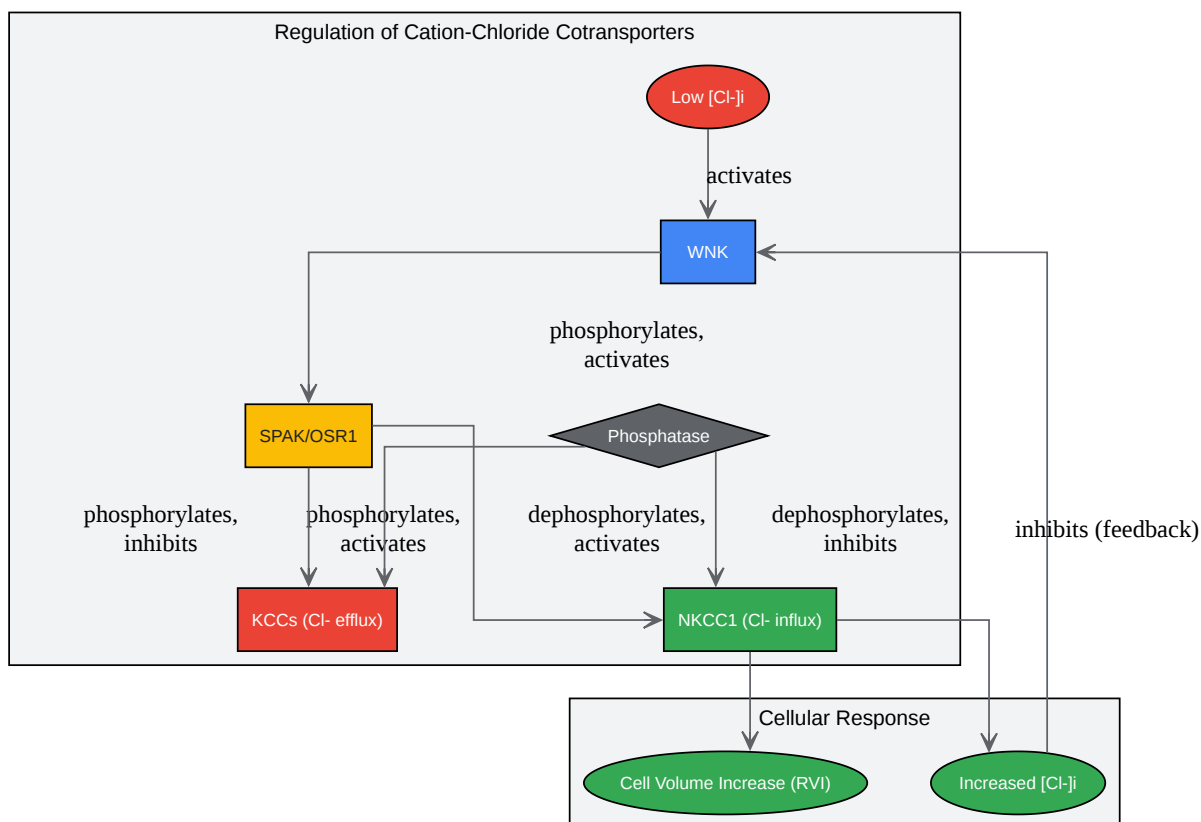 Regulation of Cation-Chloride Cotransporters
Low [Cl-]i
activates
WNK
phosphorylates,
activates
SPAK/OSR1
Phosphatase
phosphorylates,
inhibits
phosphorylates,
activates
dephosphorylates,
activates
dephosphorylates,
inhibits
inhibits (feedback)
KCCs (Cl- efflux)
NKCC1 (Cl- influx)
Cellular Response
Cell Volume Increase (RVI)
Increased [Cl-]i